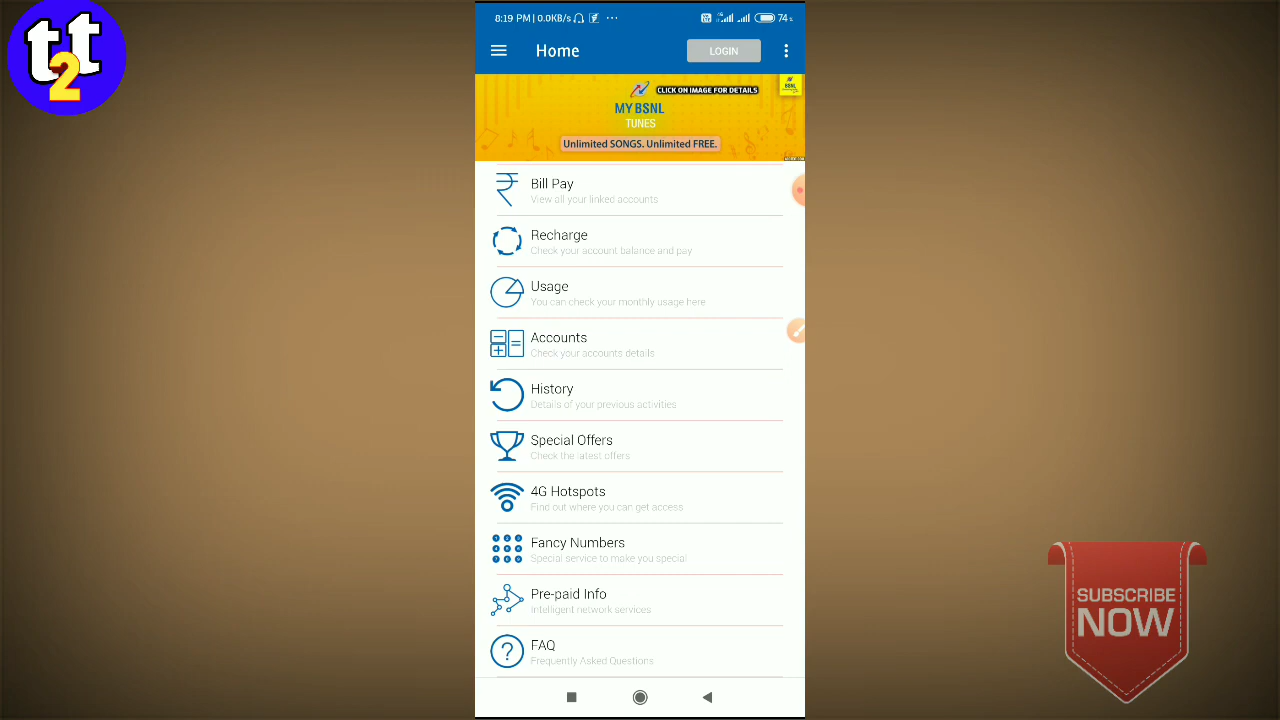 t2t
8:19 PM | 0.0KB/s ...
74%
Home
LOGIN
CLICK ON IMAGE FOR DETAILS
BSNL
MY BSNL
TUNES
Unlimited SONGS. Unlimited FREE.
Bill Pay
View all your linked accounts
Recharge
Check your account balance and pay
Usage
You can check your monthly usage here
Accounts
Check your accounts details
History
Details of your previous activities
Special Offers
Check the latest offers
4G Hotspots
Find out where you can get access
Fancy Numbers
Special service to make you special
Pre-paid Info
Intelligent network services
FAQ
Frequently Asked Questions
SUBSCRIBE
NOW